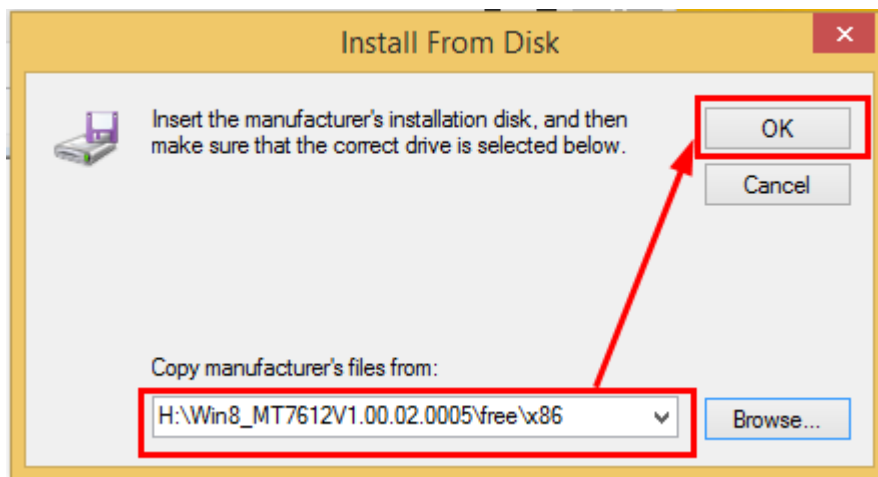 Install From Disk
Insert the manufacturer's installation disk, and then
make sure that the correct drive is selected below.
OK
Cancel
Copy manufacturer's files from:
H:\Win8_MT7612V1.00.02.0005\free\x86
Browse...